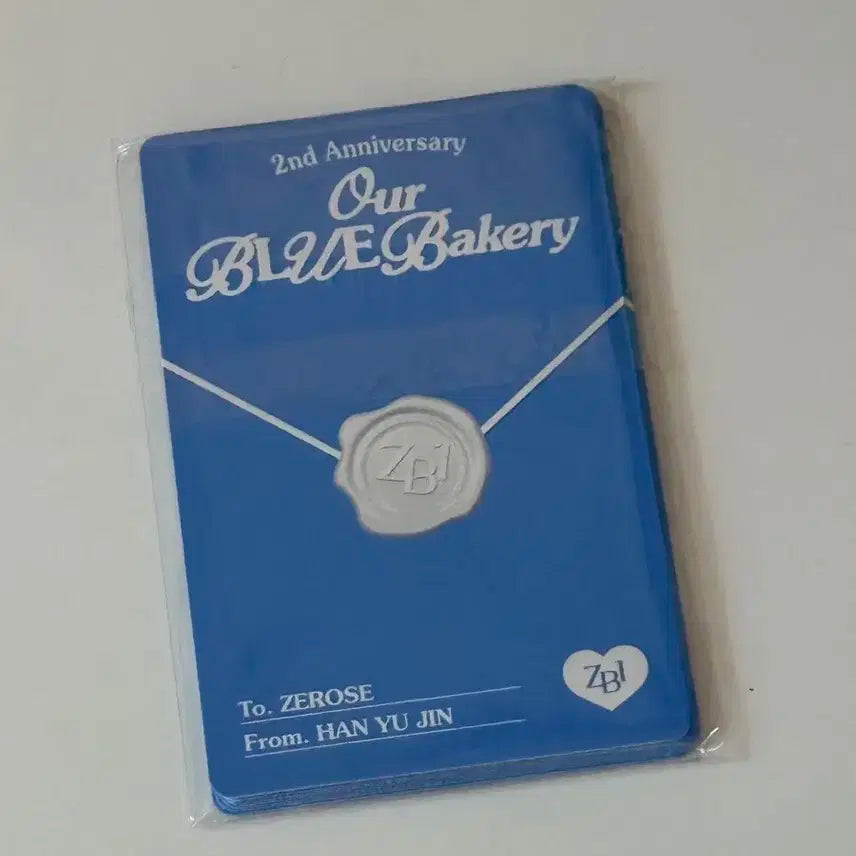 2nd Anniversary
Our
BLUE Bakery
ZB1
To. ZEROSE
From. HAN YU JIN
ZB1